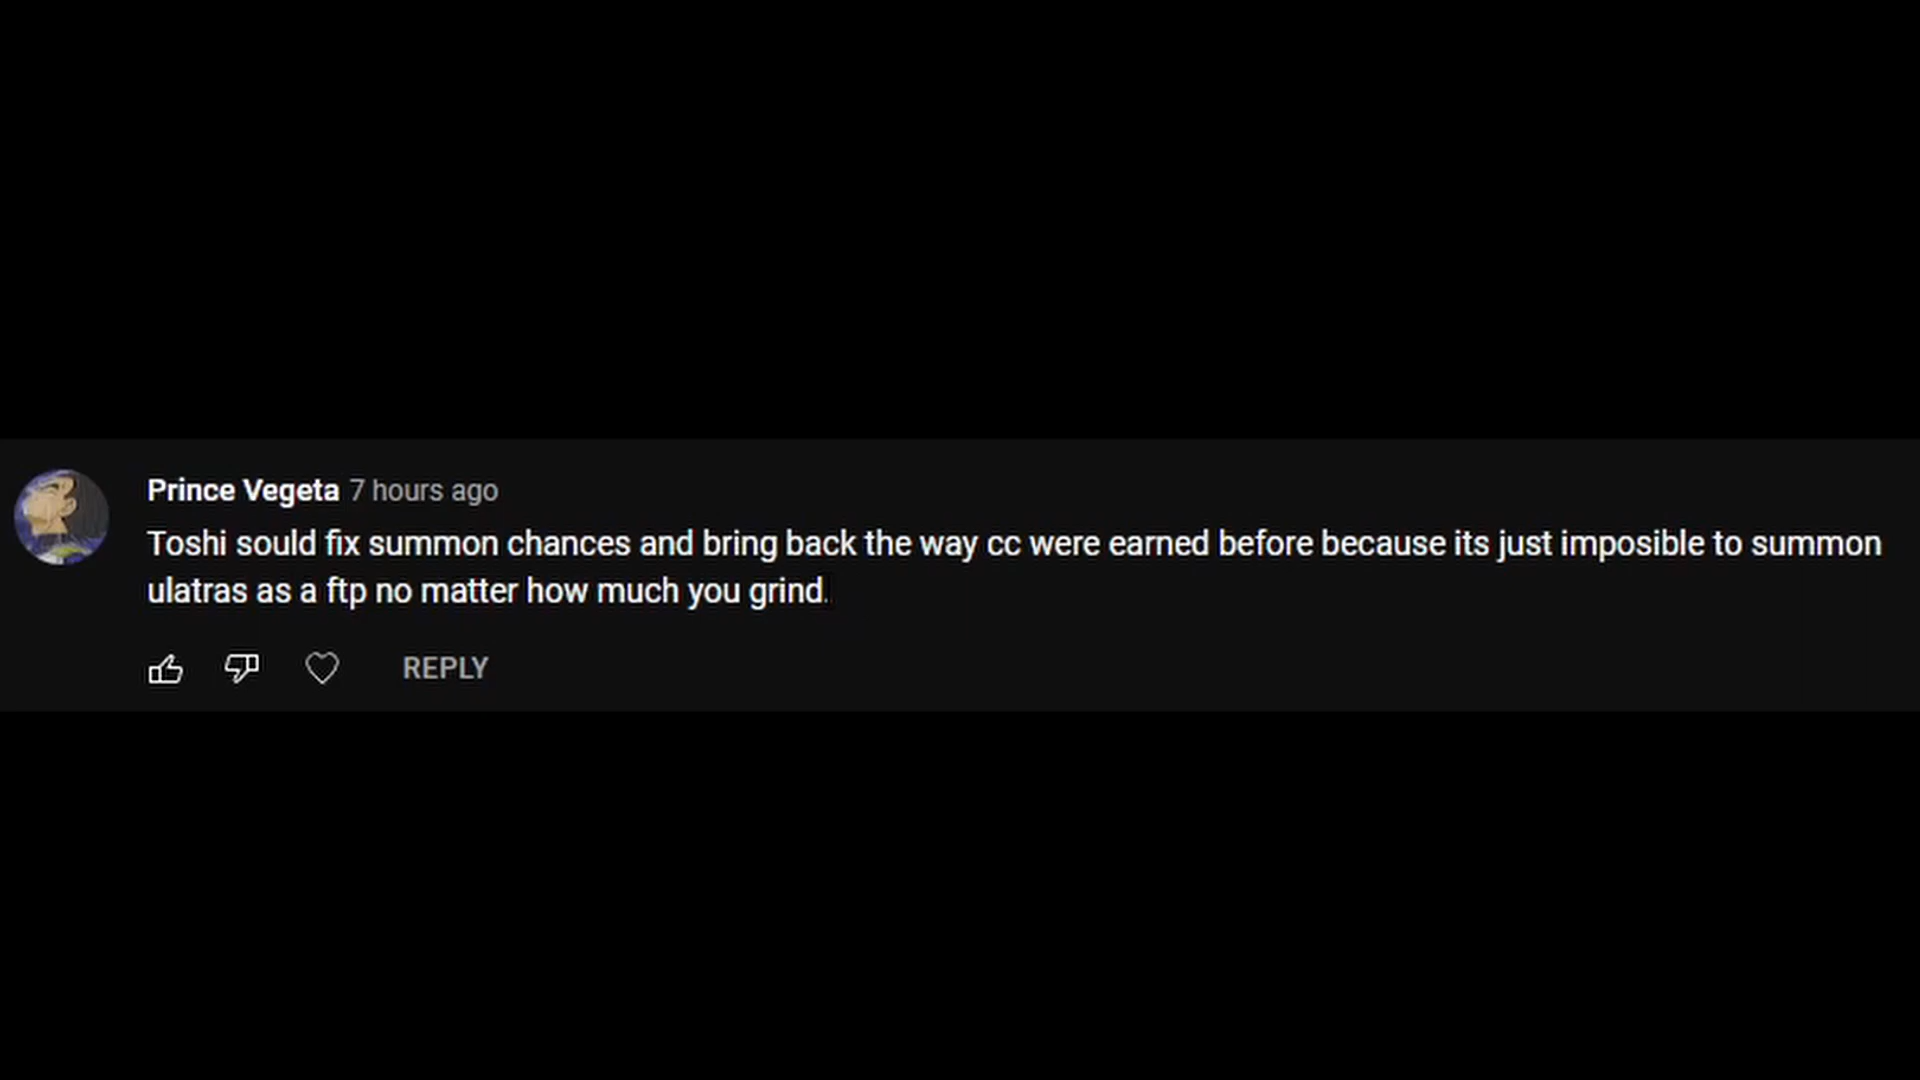 Prince Vegeta 7 hours ago
Toshi sould fix summon chances and bring back the way cc were earned before because its just imposible to summon
ulatras as a ftp no matter how much you grind.
REPLY